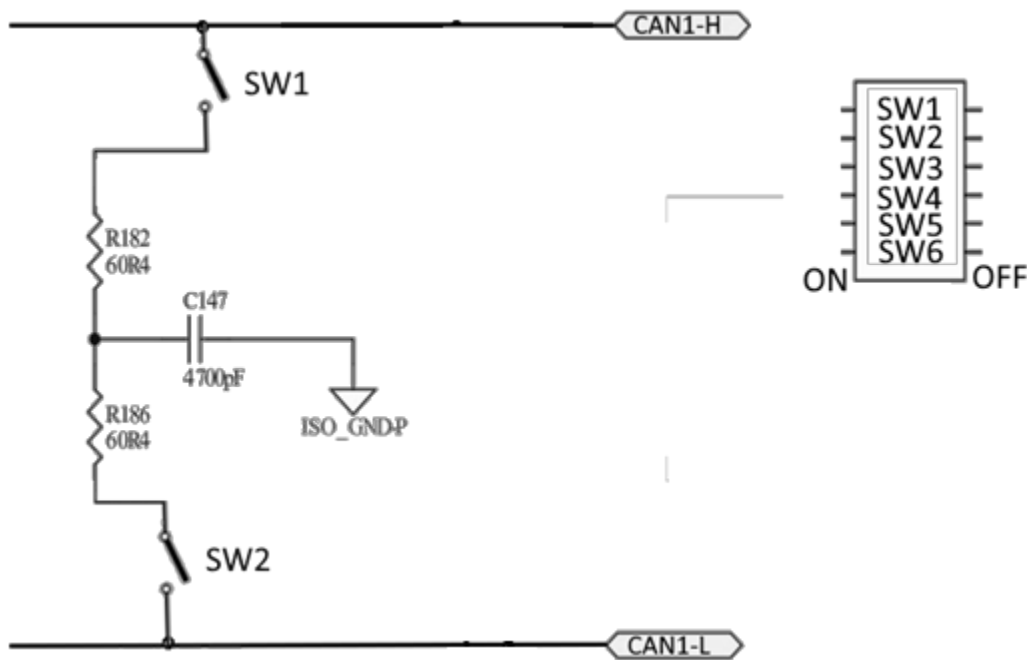 CAN1-H
SW1
R182
60R4
C147
4700pF
ISO_GND-P
R186
60R4
SW2
CAN1-L
SW1
SW2
SW3
SW4
SW5
SW6
ON
OFF